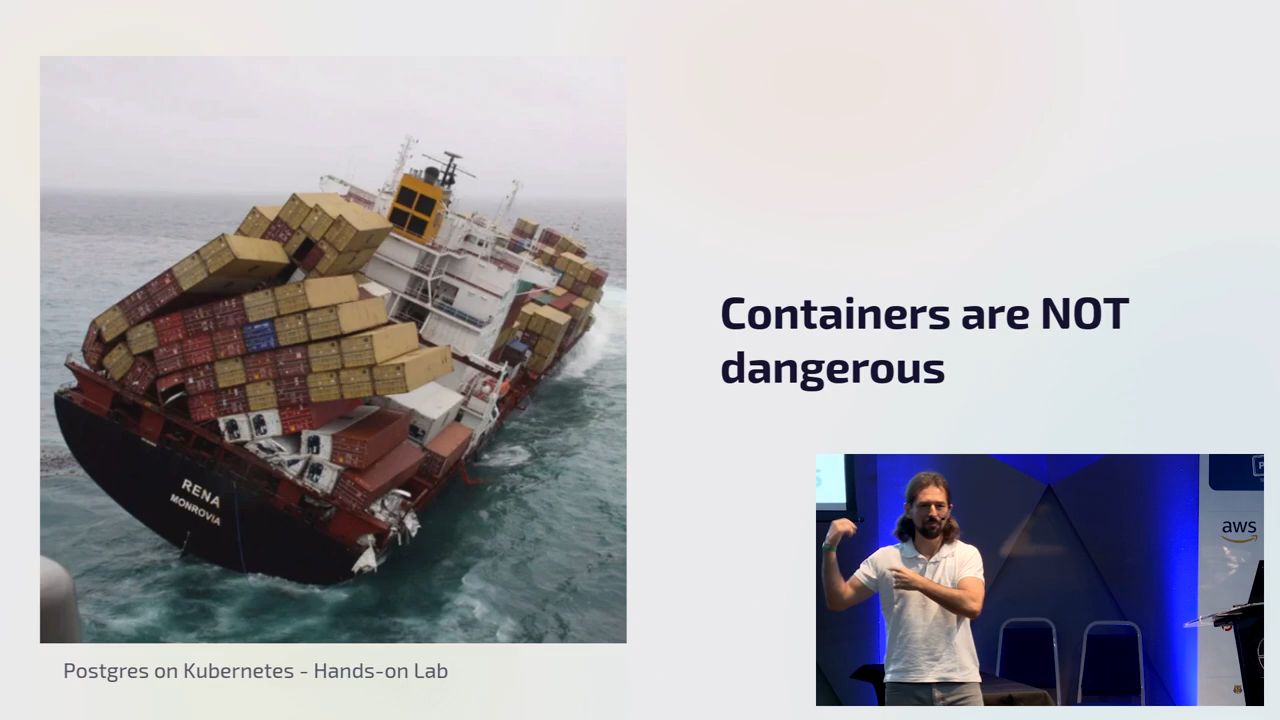 RENA
MONROVIA
Containers are NOT
dangerous
aws
Postgres on Kubernetes - Hands-on Lab